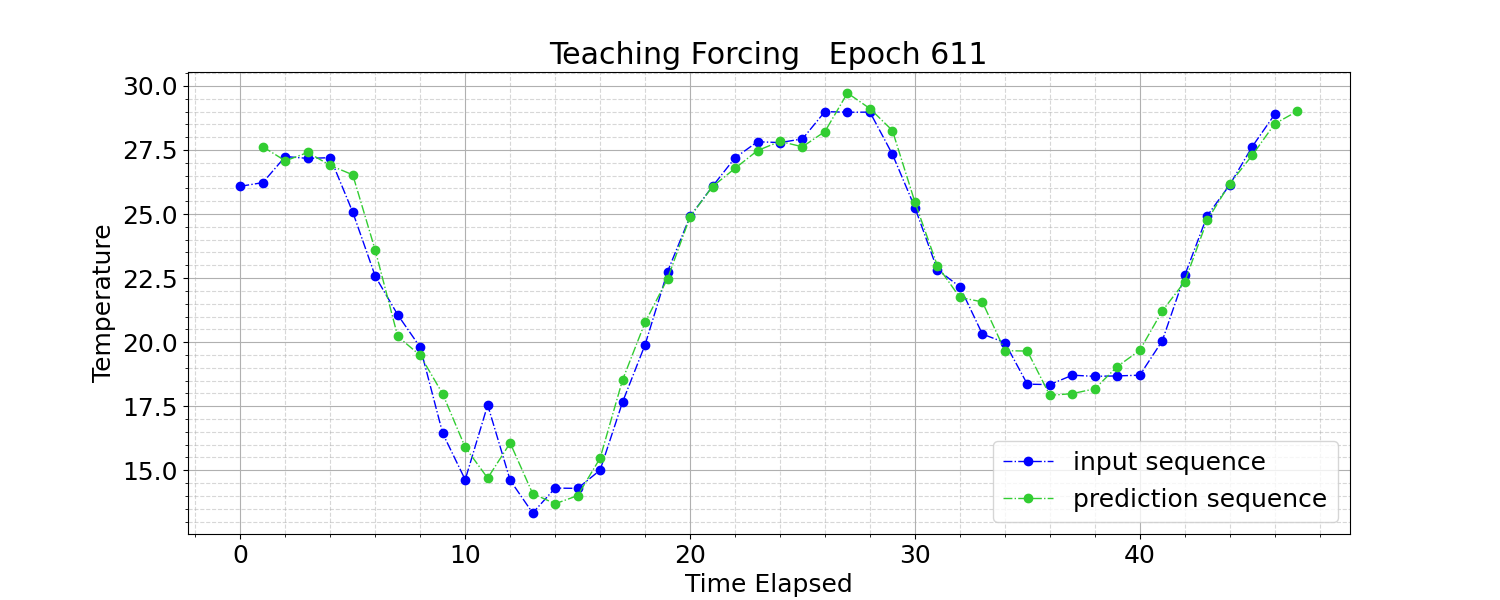 Teaching Forcing   Epoch 611
30.0
27.5
25.0
22.5
20.0
17.5
15.0
Temperature
input sequence
prediction sequence
0 10 20 30 40
Time Elapsed